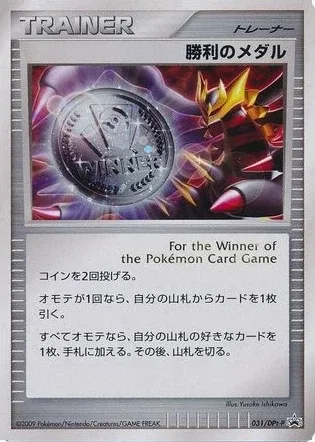 TRAINER
トレーナー
勝利のメダル
WINNER
For the Winner of
the Pokémon Card Game
コインを2回投げる。
オモテが1回なら、自分の山札からカードを1枚
引く。
すべてオモテなら、自分の山札の好きなカードを
1枚、手札に加える。その後、山札を切る。
Illus. Yusuke Ishikawa
©2009 Pokémon/Nintendo/Creatures/GAME FREAK.
031/DPt-P